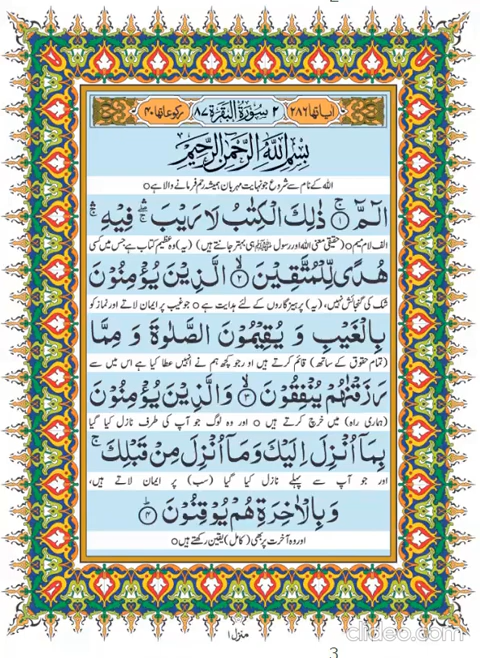 اٰیاتها ۲۸۶ ۲ سُوْرَةُ الْبَقَرَةِ ۸۷ رکوعاتها ۴۰
بِسْمِ اللّٰهِ الرَّحْمٰنِ الرَّحِيْمِ
اللہ کے نام سے شروع جو نہایت مہربان ہمیشہ رحم فرمانے والا ہے ○
الٓمّٓ ۚ﴿۱﴾ ذٰلِكَ الْكِتٰبُ لَا رَيْبَ ۛۖ فِيْهِ ۛۚ
الف لام میم ○ (حقیقی معنی اللہ اور رسول ﷺ ہی بہتر جانتے ہیں) (یہ) وہ عظیم کتاب ہے جس میں کسی
هُدًى لِّلْمُتَّقِيْنَ ۙ﴿۲﴾ الَّذِيْنَ يُؤْمِنُوْنَ
شک کی گنجائش نہیں، (یہ) پرہیزگاروں کے لئے ہدایت ہے ○ جو غیب پر ایمان لاتے اور نماز کو
بِالْغَيْبِ وَ يُقِيْمُوْنَ الصَّلٰوةَ وَ مِمَّا
(تمام حقوق کے ساتھ) قائم کرتے ہیں اور جو کچھ ہم نے انہیں عطا کیا ہے اس میں سے
رَزَقْنٰهُمْ يُنْفِقُوْنَ ۙ﴿۳﴾ وَالَّذِيْنَ يُؤْمِنُوْنَ
(ہماری راہ) میں خرچ کرتے ہیں ○ اور وہ لوگ جو آپ کی طرف نازل کیا گیا
بِمَاۤ اُنْزِلَ اِلَيْكَ وَمَاۤ اُنْزِلَ مِنْ قَبْلِكَ ۚ
اور جو آپ سے پہلے نازل کیا گیا (سب) پر ایمان لاتے ہیں،
وَ بِالْاٰخِرَةِ هُمْ يُوْقِنُوْنَ ؕ﴿۴﴾
اور وہ آخرت پر بھی (کامل) یقین رکھتے ہیں ○
منزل ۱
clideo.com
3